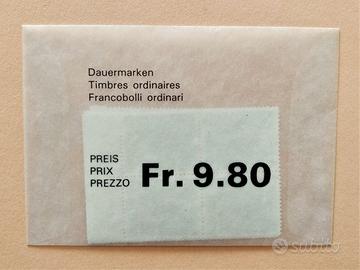 Dauermarken
Timbres ordinaires
Francobolli ordinari
PREIS
PRIX
PREZZO
Fr. 9.80
subito